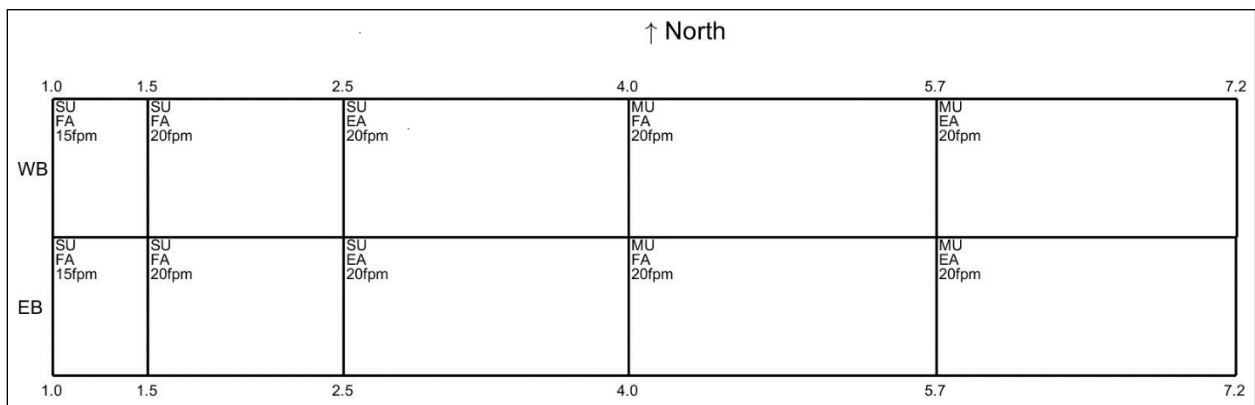 ↑ North
1.0 1.5 2.5 4.0 5.7 7.2
SU SU SU MU MU
FA FA EA FA EA
15fpm 20fpm 20fpm 20fpm 20fpm
WB
SU SU SU MU MU
FA FA EA FA EA
15fpm 20fpm 20fpm 20fpm 20fpm
EB
1.0 1.5 2.5 4.0 5.7 7.2